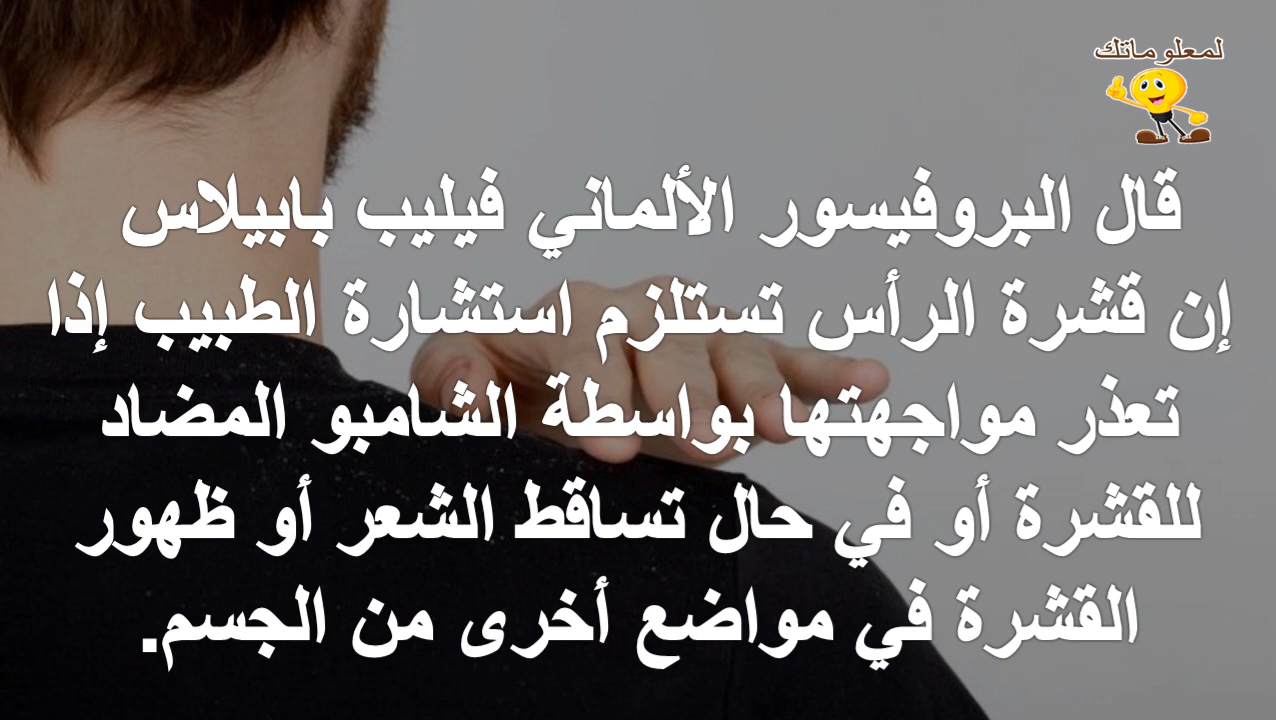 لمعلوماتك
قال البروفيسور الألماني فيليب بابيلاس
إن قشرة الرأس تستلزم استشارة الطبيب إذا
تعذر مواجهتها بواسطة الشامبو المضاد
للقشرة أو في حال تساقط الشعر أو ظهور
القشرة في مواضع أخرى من الجسم.